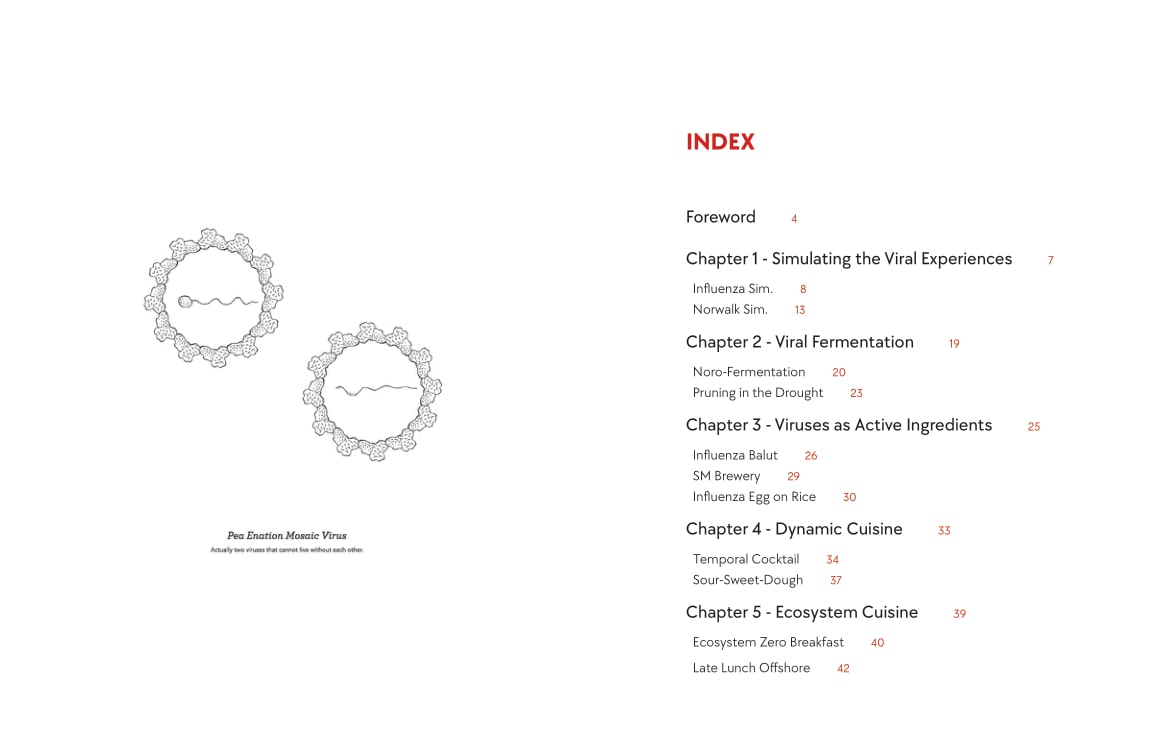 Pea Enation Mosaic Virus
Actually two viruses that cannot live without each other.
INDEX
Foreword 4
Chapter 1 - Simulating the Viral Experiences 7
Influenza Sim. 8
Norwalk Sim. 13
Chapter 2 - Viral Fermentation 19
Noro-Fermentation 20
Pruning in the Drought 23
Chapter 3 - Viruses as Active Ingredients 25
Influenza Balut 26
SM Brewery 29
Influenza Egg on Rice 30
Chapter 4 - Dynamic Cuisine 33
Temporal Cocktail 34
Sour-Sweet-Dough 37
Chapter 5 - Ecosystem Cuisine 39
Ecosystem Zero Breakfast 40
Late Lunch Offshore 42